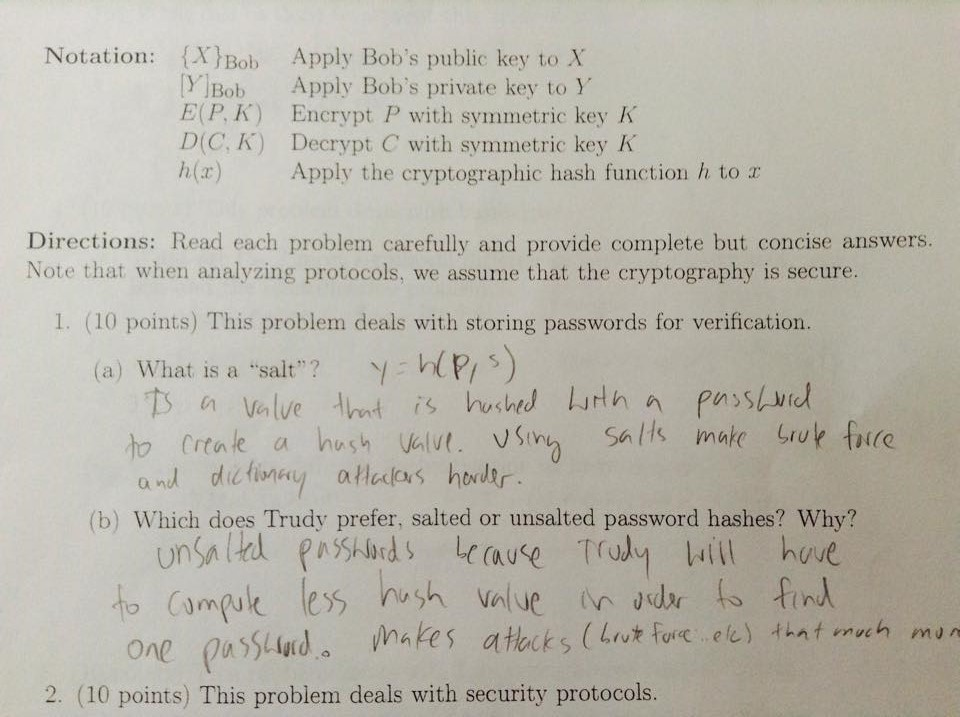 Notation: {X}Bob Apply Bob's public key to X
[Y]Bob Apply Bob's private key to Y
E(P, K) Encrypt P with symmetric key K
D(C, K) Decrypt C with symmetric key K
h(x) Apply the cryptographic hash function h to x
Directions: Read each problem carefully and provide complete but concise answers.
Note that when analyzing protocols, we assume that the cryptography is secure.
1. (10 points) This problem deals with storing passwords for verification.
(a) What is a "salt"? y = h(P, s)
Is a value that is hashed with a password
to create a hash value. Using salts make brute force
and dictionary attackers harder.
(b) Which does Trudy prefer, salted or unsalted password hashes? Why?
unsalted passwords because Trudy will have
to compute less hash value in order to find
one password. makes attacks (brute force..etc) that much mor
2. (10 points) This problem deals with security protocols.